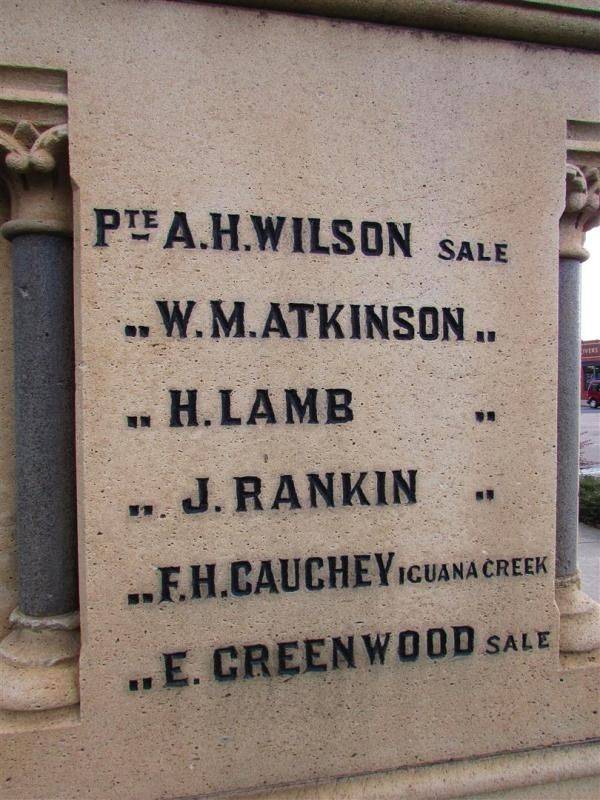 PTE A.H.WILSON SALE
„ W.M.ATKINSON „
„ H.LAMB „
„ J.RANKIN „
„ F.H.CAUCHEY IGUANA CREEK
„ E. GREENWOOD SALE